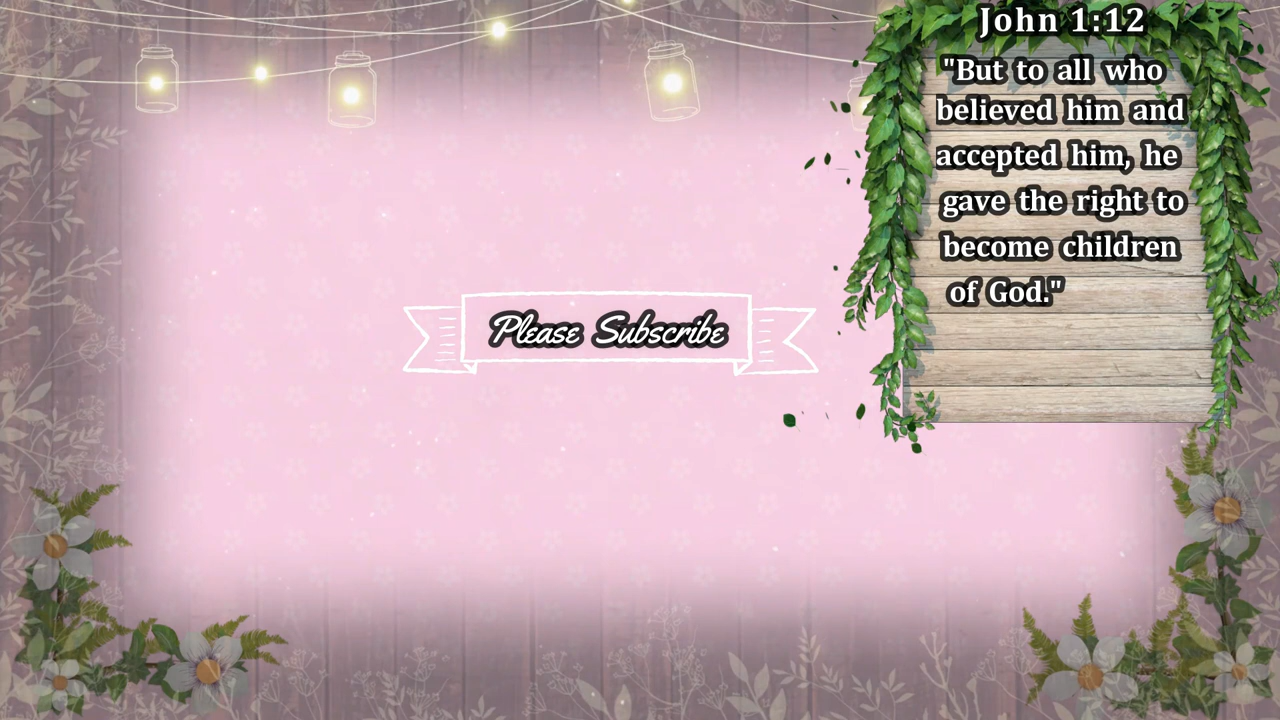 John 1:12
"But to all who
believed him and
accepted him, he
gave the right to
become children
of God."
Please Subscribe